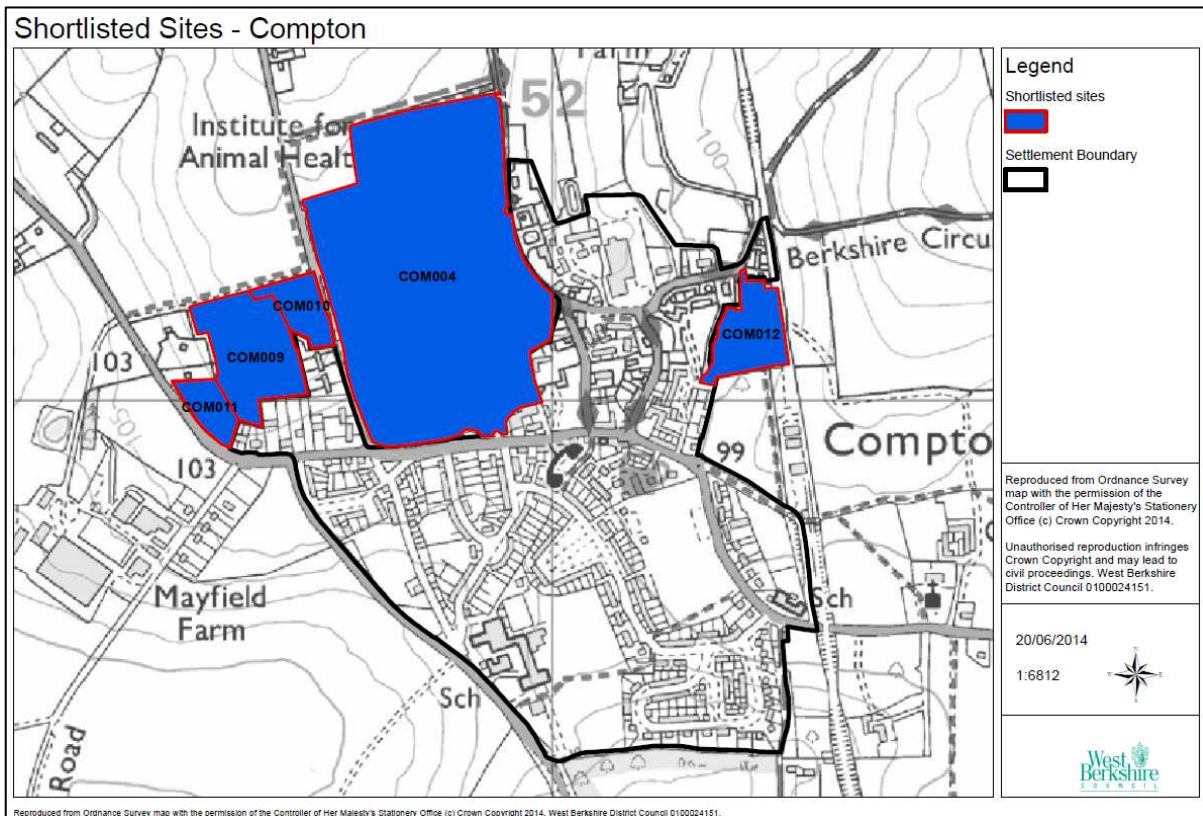 Shortlisted Sites - Compton
Farm
52
Institute for
Animal Healt
100
COM004
Berkshire Circu
COM010
COM012
103
COM009
COM011
105
Compto
99
103
Mayfield
Farm
Sch
Sch
Road
Legend
Shortlisted sites
Settlement Boundary
Reproduced from Ordnance Survey
map with the permission of the
Controller of Her Majesty's Stationery
Office (c) Crown Copyright 2014.
Unauthorised reproduction infringes
Crown Copyright and may lead to
civil proceedings. West Berkshire
District Council 0100024151.
20/06/2014
1:6812
N
W E
S
West
Berkshire
COUNCIL
Reproduced from Ordnance Survey map with the permission of the Controller of Her Majesty's Stationery Office (c) Crown Copyright 2014. West Berkshire District Council 0100024151.